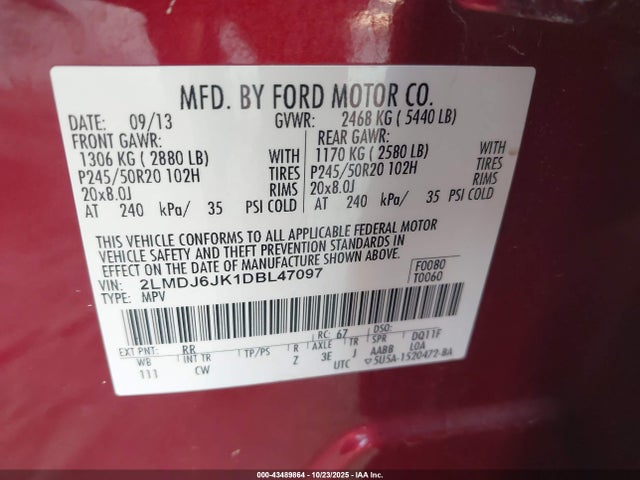 MFD. BY FORD MOTOR CO.
DATE: 09/13 GVWR: 2468 KG ( 5440 LB)
FRONT GAWR: REAR GAWR:
1306 KG ( 2880 LB) WITH 1170 KG ( 2580 LB) WITH
P245/50R20 102H TIRES P245/50R20 102H TIRES
20x8.0J RIMS 20x8.0J RIMS
AT 240 kPa/ 35 PSI COLD AT 240 kPa/ 35 PSI COLD
THIS VEHICLE CONFORMS TO ALL APPLICABLE FEDERAL MOTOR
VEHICLE SAFETY AND THEFT PREVENTION STANDARDS IN
EFFECT ON THE DATE OF MANUFACTURE SHOWN ABOVE.
VIN: 2LMDJ6JK1DBL47097 F0080
TYPE: MPV T0060
EXT PNT: RR RC: 67 DSO:
WB INT TR TP/PS R AXLE TR SPR DQ11F
111 CW Z 3E J AABB LOA
UTC 5U5A-1520472-BA
000-43489864 | 10/23/2025 - IAAI.COM